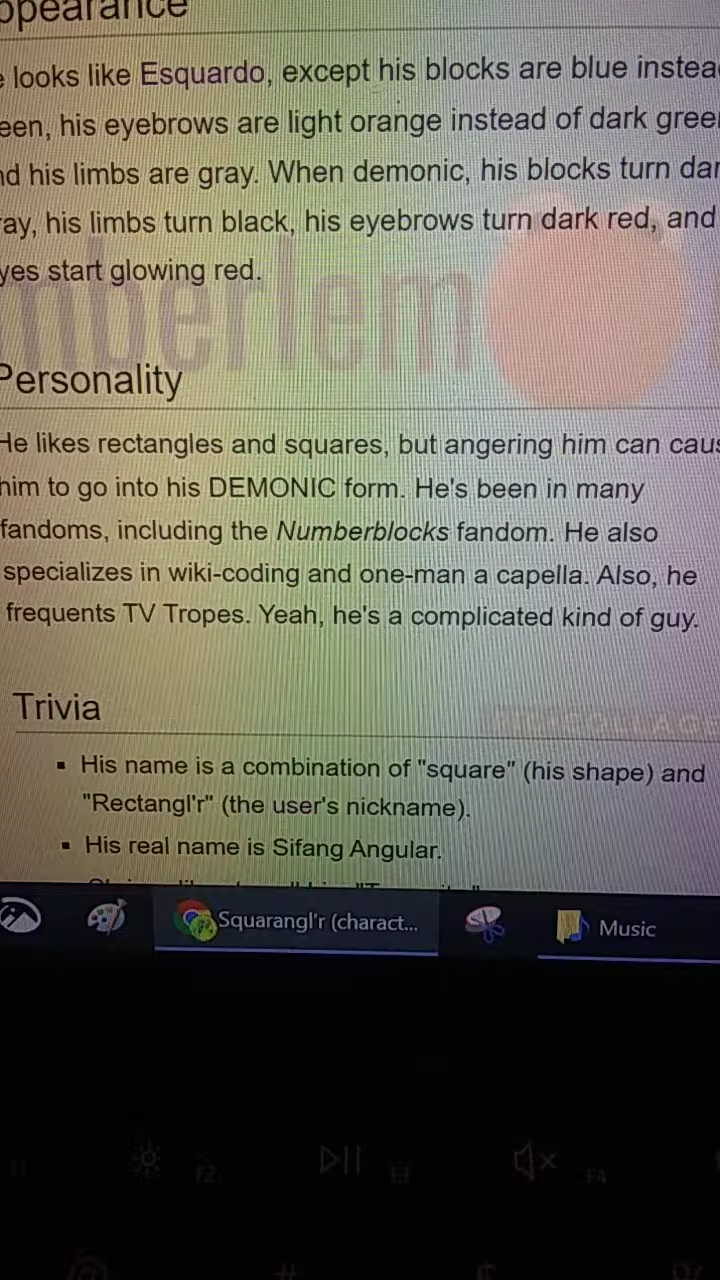 ppearance
e looks like Esquardo, except his blocks are blue instea
een, his eyebrows are light orange instead of dark gree
nd his limbs are gray. When demonic, his blocks turn dar
ay, his limbs turn black, his eyebrows turn dark red, and
yes start glowing red.
nberlem
Personality
He likes rectangles and squares, but angering him can caus
him to go into his DEMONIC form. He's been in many
fandoms, including the Numberblocks fandom. He also
specializes in wiki-coding and one-man a capella. Also, he
frequents TV Tropes. Yeah, he's a complicated kind of guy.
Trivia
His name is a combination of "square" (his shape) and
"Rectangl'r" (the user's nickname).
His real name is Sifang Angular.
Squarangl'r (charact...
Music
F2
F4